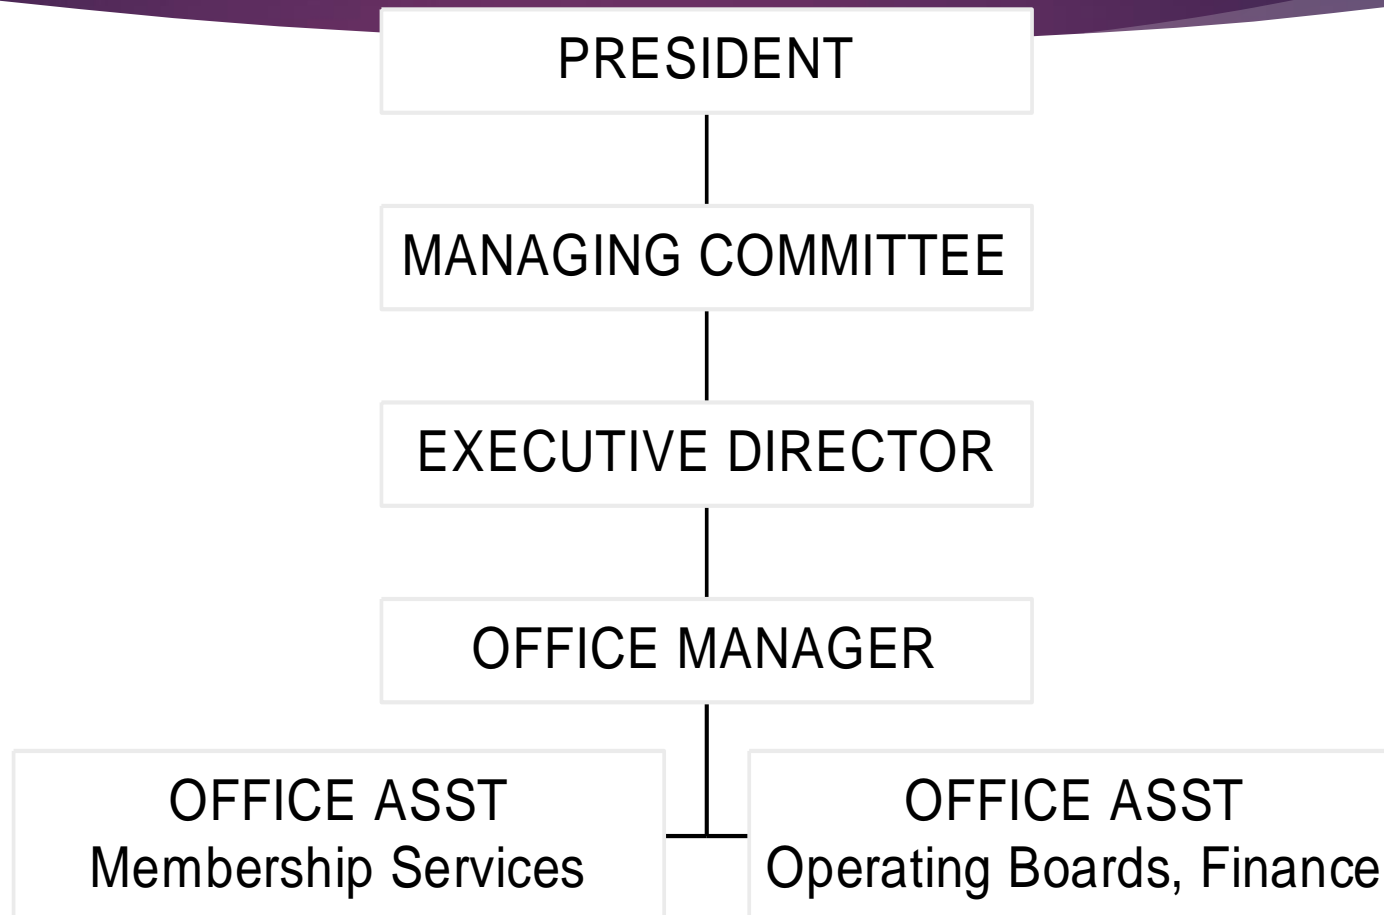 PRESIDENT
MANAGING COMMITTEE
EXECUTIVE DIRECTOR
OFFICE MANAGER
OFFICE ASST
Membership Services
OFFICE ASST
Operating Boards, Finance